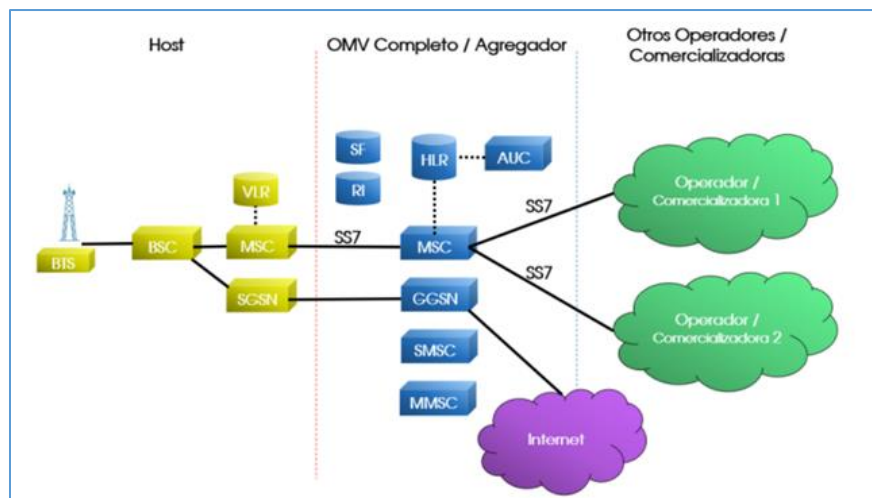 Host
OMV Completo / Agregador
Otros Operadores /
Comercializadoras
SF
HLR
AUC
VLR
RI
Operador /
Comercializadora 1
SS7
BTS
BSC
MSC
SS7
MSC
SS7
SGSN
GGSN
Operador /
Comercializadora 2
SMSC
MMSC
Internet